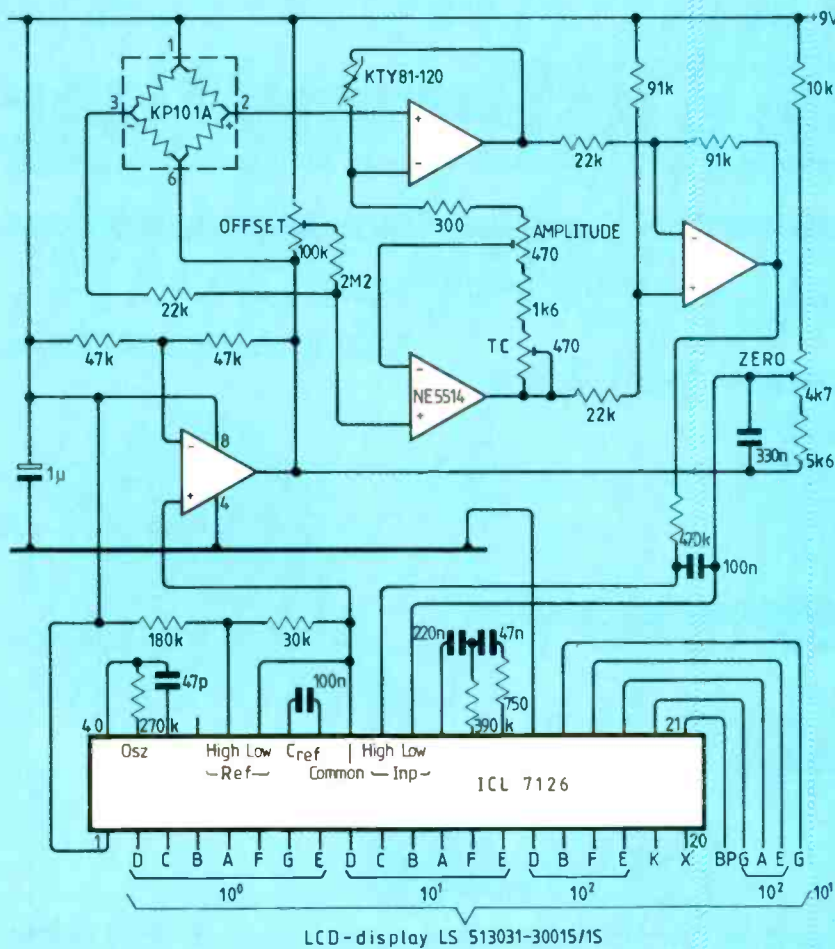 +9V
1
KP101A
3
2
-
+
6
KTY81-120
+
-
91k
10k
22k
91k
OFFSET
100k
300
AMPLITUDE
470
2M2
22k
1k6
-
+
TC
470
47k
47k
-
NE5514
+
22k
ZERO
4k7
330n
5k6
1µ
-
8
+
4
470k
100n
180k
30k
220n
47n
47p
100n
750
40
270k
390k
21
Osz
High Low
Ref
Cref
Common
High Low
Inp
ICL 7126
1
20
D C B A F G E D C B A F E D B F E K X BP G A E G
10⁰
10¹
10²
10²
10¹
LCD-display LS 513031-30015/1S